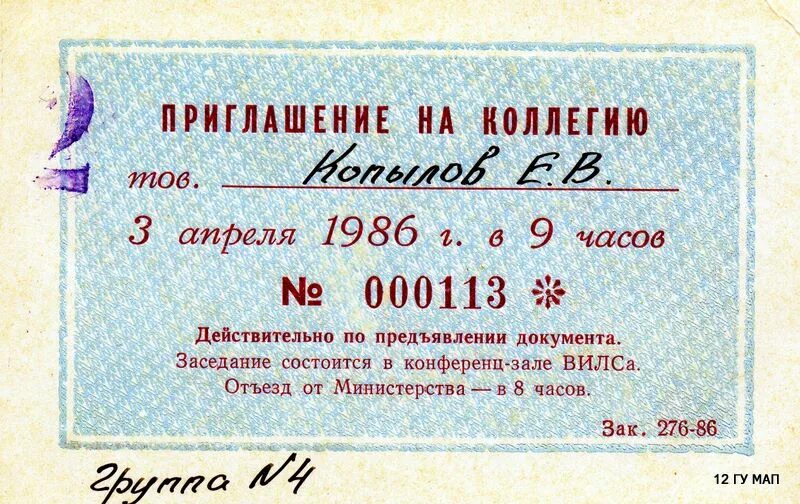 ПРИГЛАШЕНИЕ НА КОЛЛЕГИЮ
тов. Копылов Е.В.
3 апреля 1986 г. в 9 часов
№ 000113 *
Действительно по предъявлении документа.
Заседание состоится в конференц-зале ВИЛСа.
Отъезд от Министерства — в 8 часов.
Зак. 276-86
группа N4
12 ГУ МАП